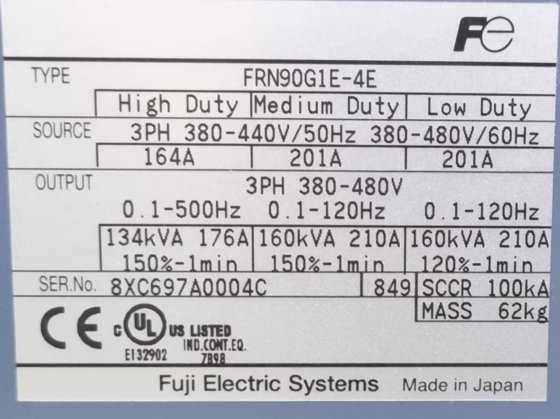 Fe
TYPE FRN90G1E-4E
High Duty Medium Duty Low Duty
SOURCE 3PH 380-440V/50Hz 380-480V/60Hz
164A 201A 201A
OUTPUT 3PH 380-480V
0.1-500Hz 0.1-120Hz 0.1-120Hz
134kVA 176A 160kVA 210A 160kVA 210A
150%-1min 150%-1min 120%-1min
SER.No. 8XC697A0004C 849 SCCR 100kA
MASS 62kg
CE c UL US LISTED
IND.CONT.EQ.
E132902 7B98
Fuji Electric Systems Made in Japan